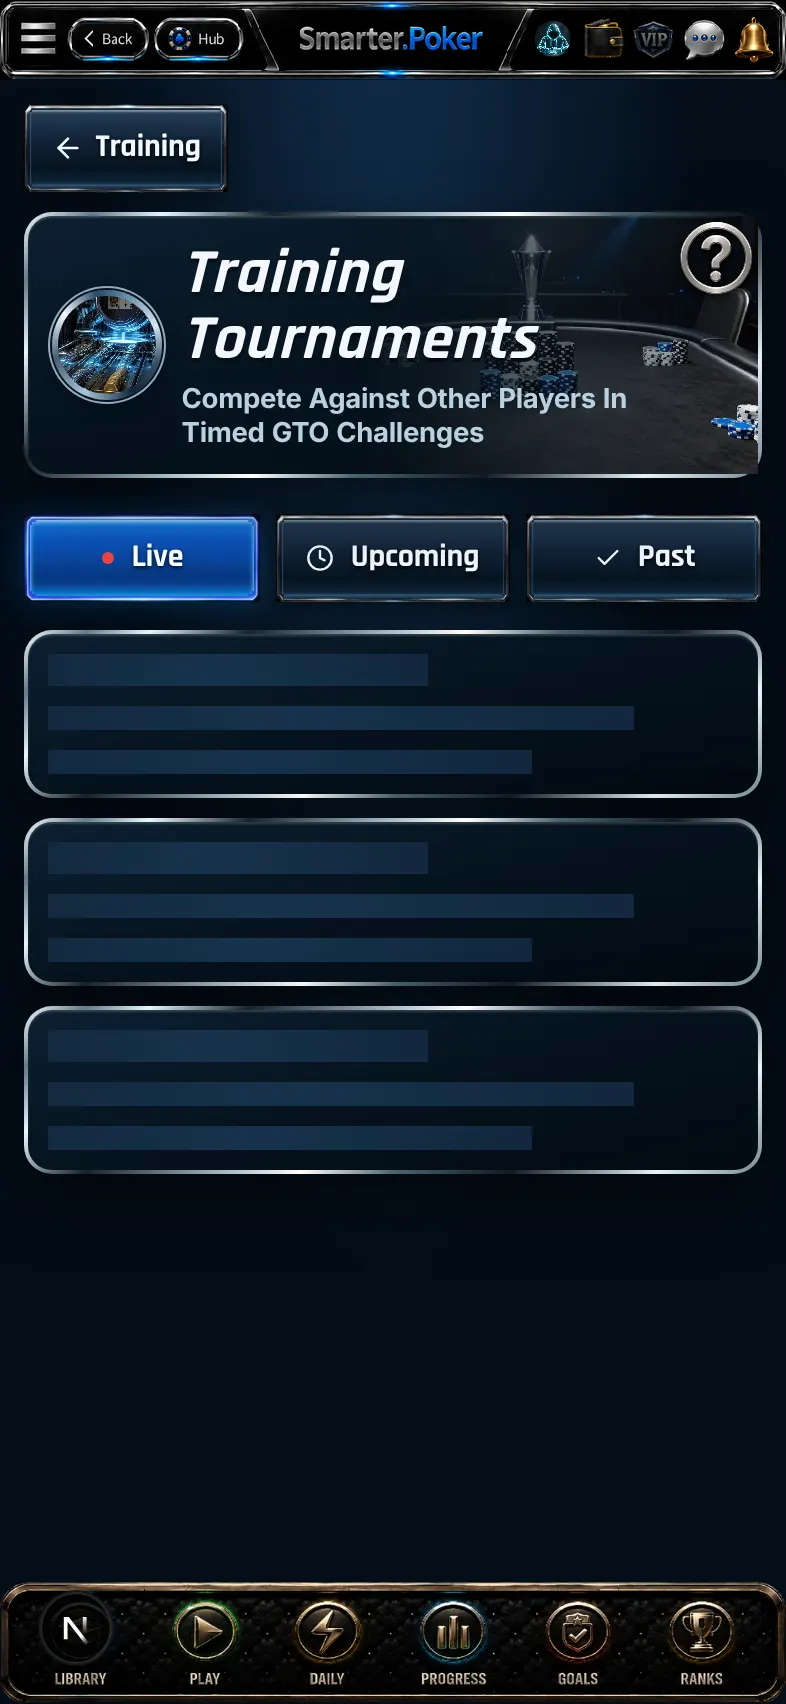 Back
Hub
Smarter.Poker
VIP
Training
?
Training
Tournaments
Compete Against Other Players In
Timed GTO Challenges
Live
Upcoming
Past
N
LIBRARY
PLAY
DAILY
PROGRESS
GOALS
RANKS